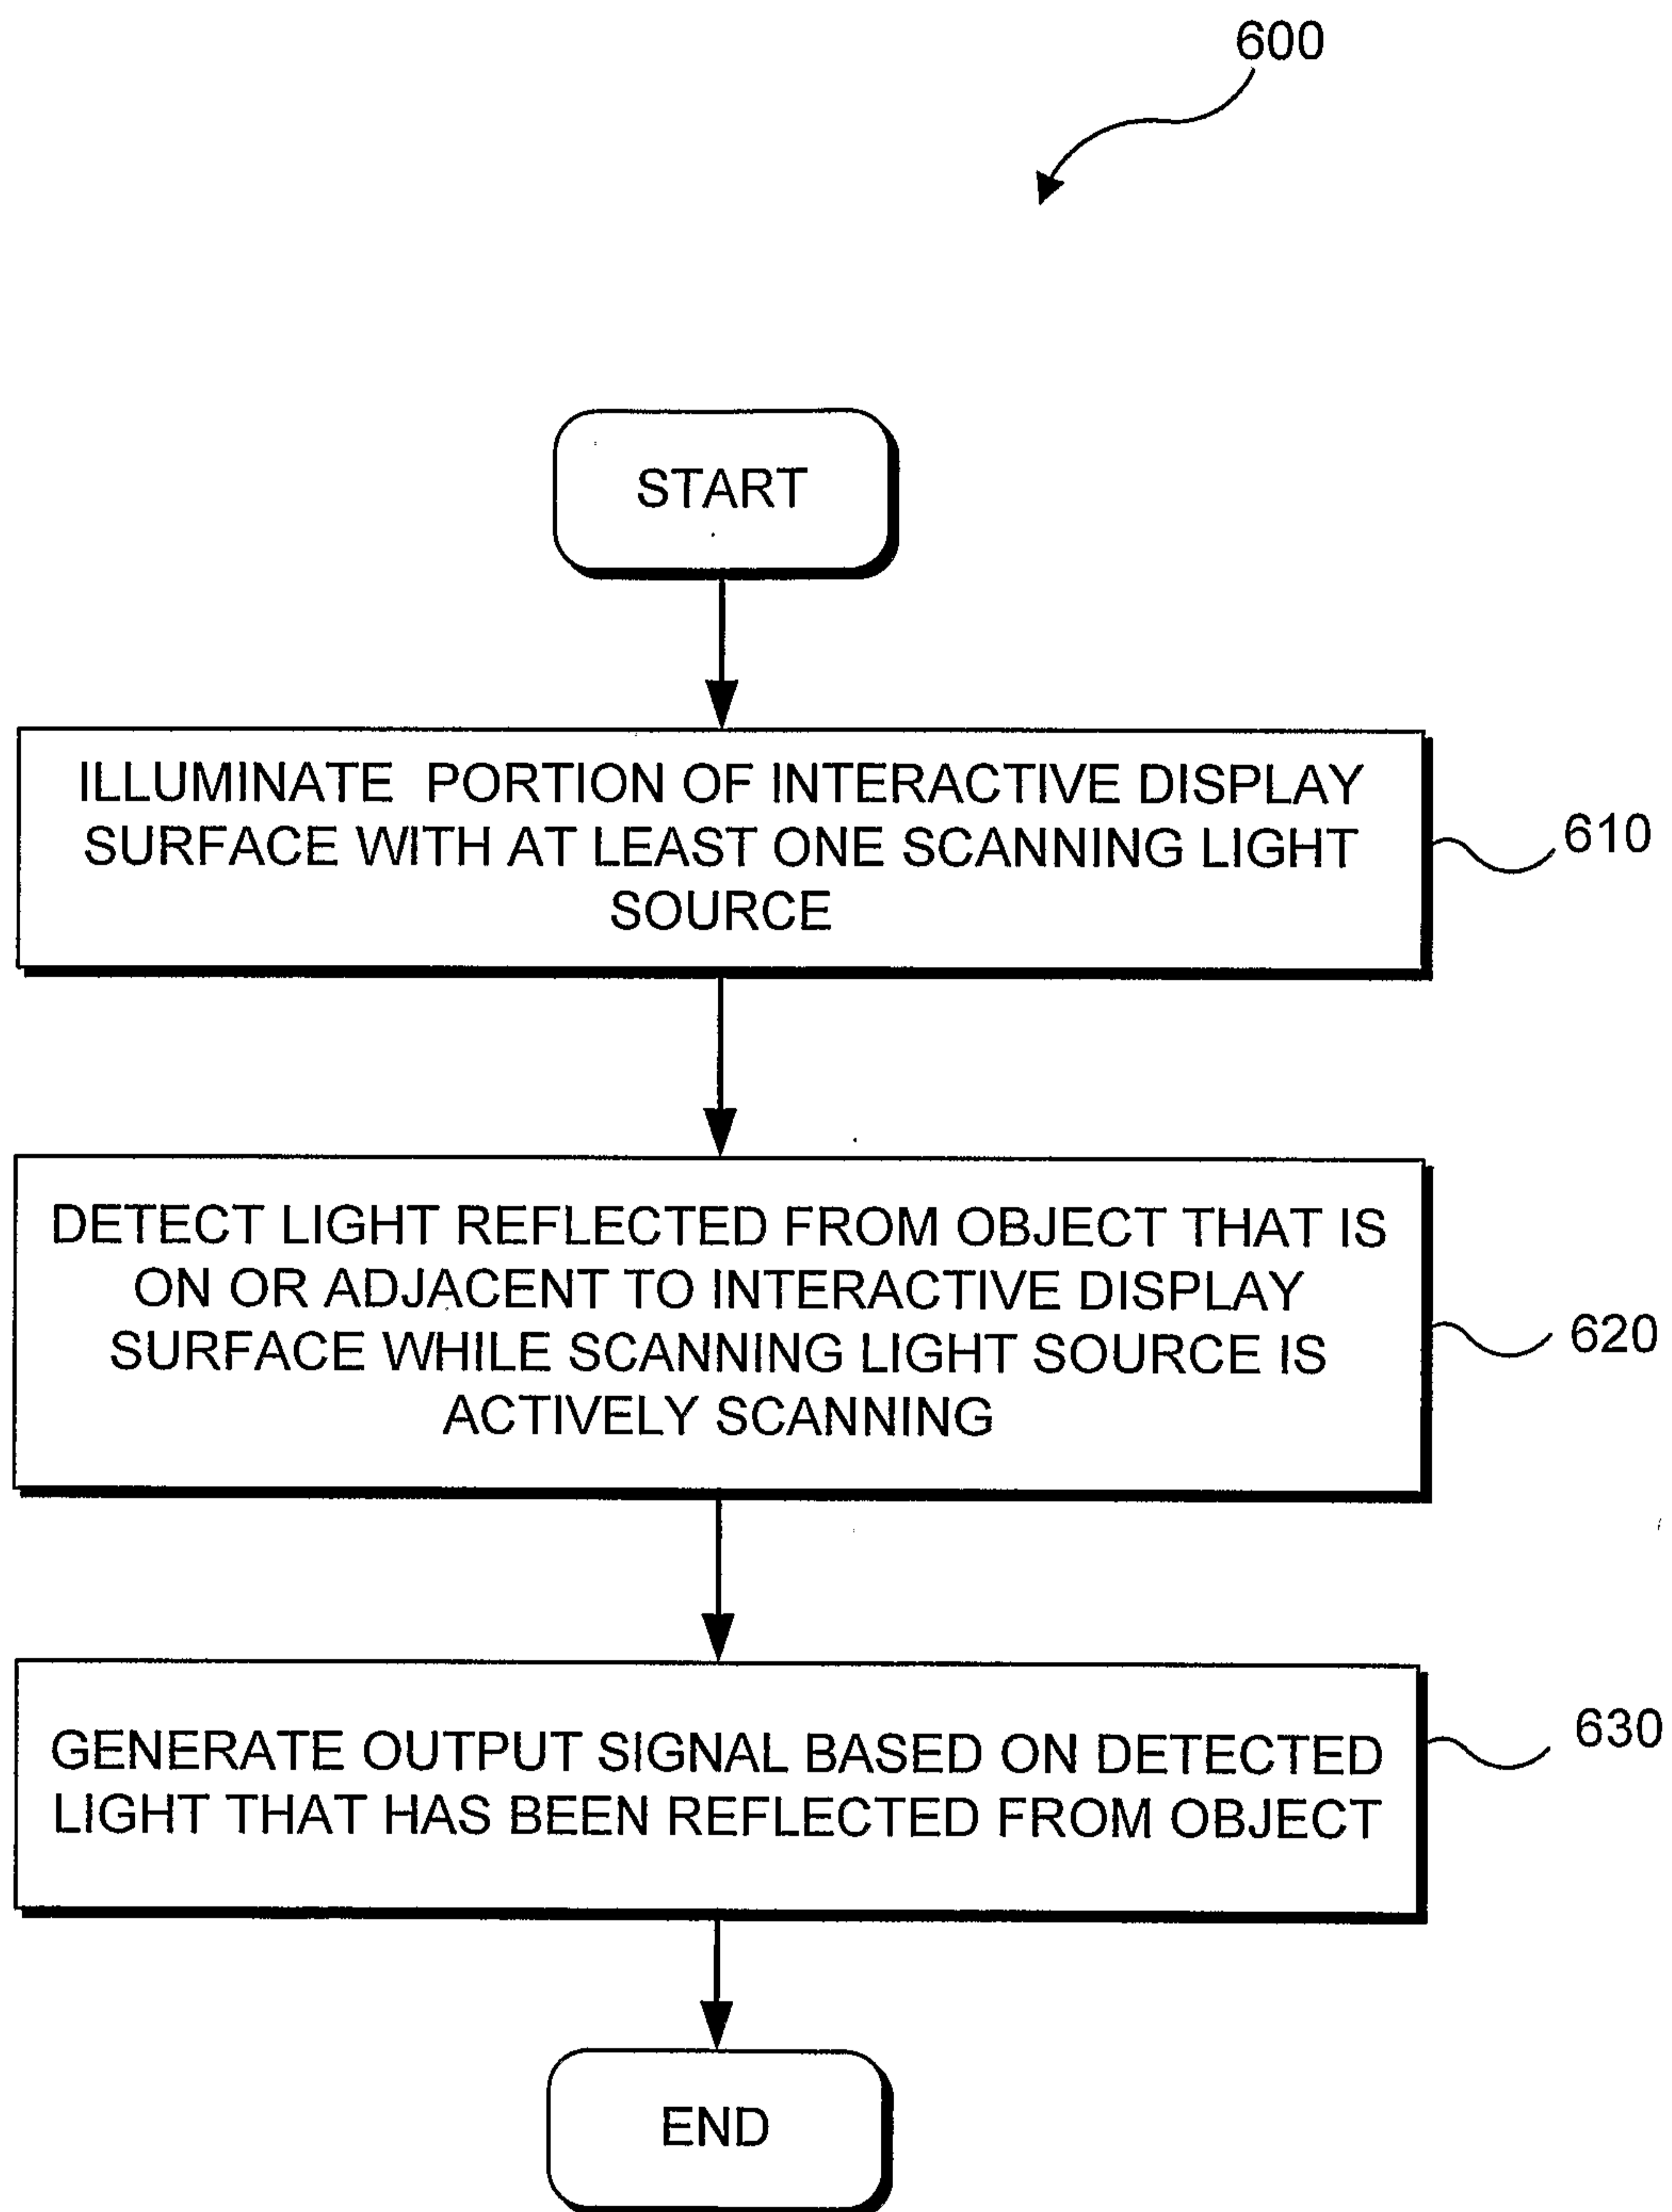 600
START
ILLUMINATE PORTION OF INTERACTIVE DISPLAY
SURFACE WITH AT LEAST ONE SCANNING LIGHT
SOURCE
610
DETECT LIGHT REFLECTED FROM OBJECT THAT IS
ON OR ADJACENT TO INTERACTIVE DISPLAY
SURFACE WHILE SCANNING LIGHT SOURCE IS
ACTIVELY SCANNING
620
GENERATE OUTPUT SIGNAL BASED ON DETECTED
LIGHT THAT HAS BEEN REFLECTED FROM OBJECT
630
END